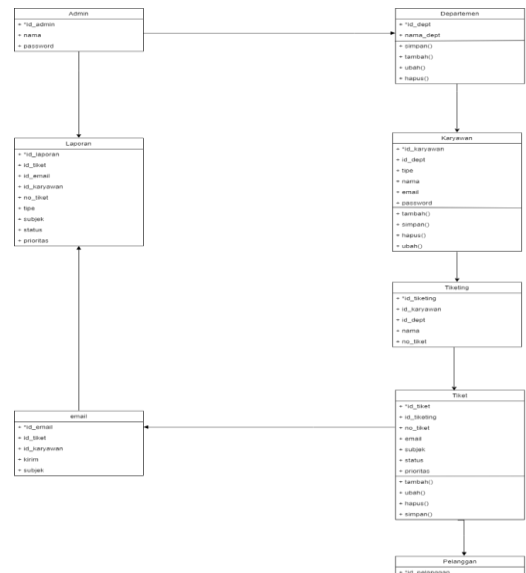 Admin
+ *id_admin
+ nama
+ password
Departemen
+ *id_dept
+ nama_dept
+ simpan()
+ tambah()
+ ubah()
+ hapus()
Laporan
+ *id_laporan
+ id_tiket
+ id_email
+ id_karyawan
+ no_tiket
+ tipe
+ subjek
+ status
+ prioritas
Karyawan
+ *id_karyawan
+ id_dept
+ tipe
+ nama
+ email
+ password
+ tambah()
+ simpan()
+ hapus()
+ ubah()
Tiketing
+ *id_tiketing
+ id_karyawan
+ id_dept
+ nama
+ no_tiket
email
+ *id_email
+ id_tiket
+ id_karyawan
+ kirim
+ subjek
Tiket
+ *id_tiket
+ id_tiketing
+ no_tiket
+ email
+ subjek
+ status
+ prioritas
+ tambah()
+ ubah()
+ hapus()
+ simpan()
Pelanggan
+ *id_pelanggan